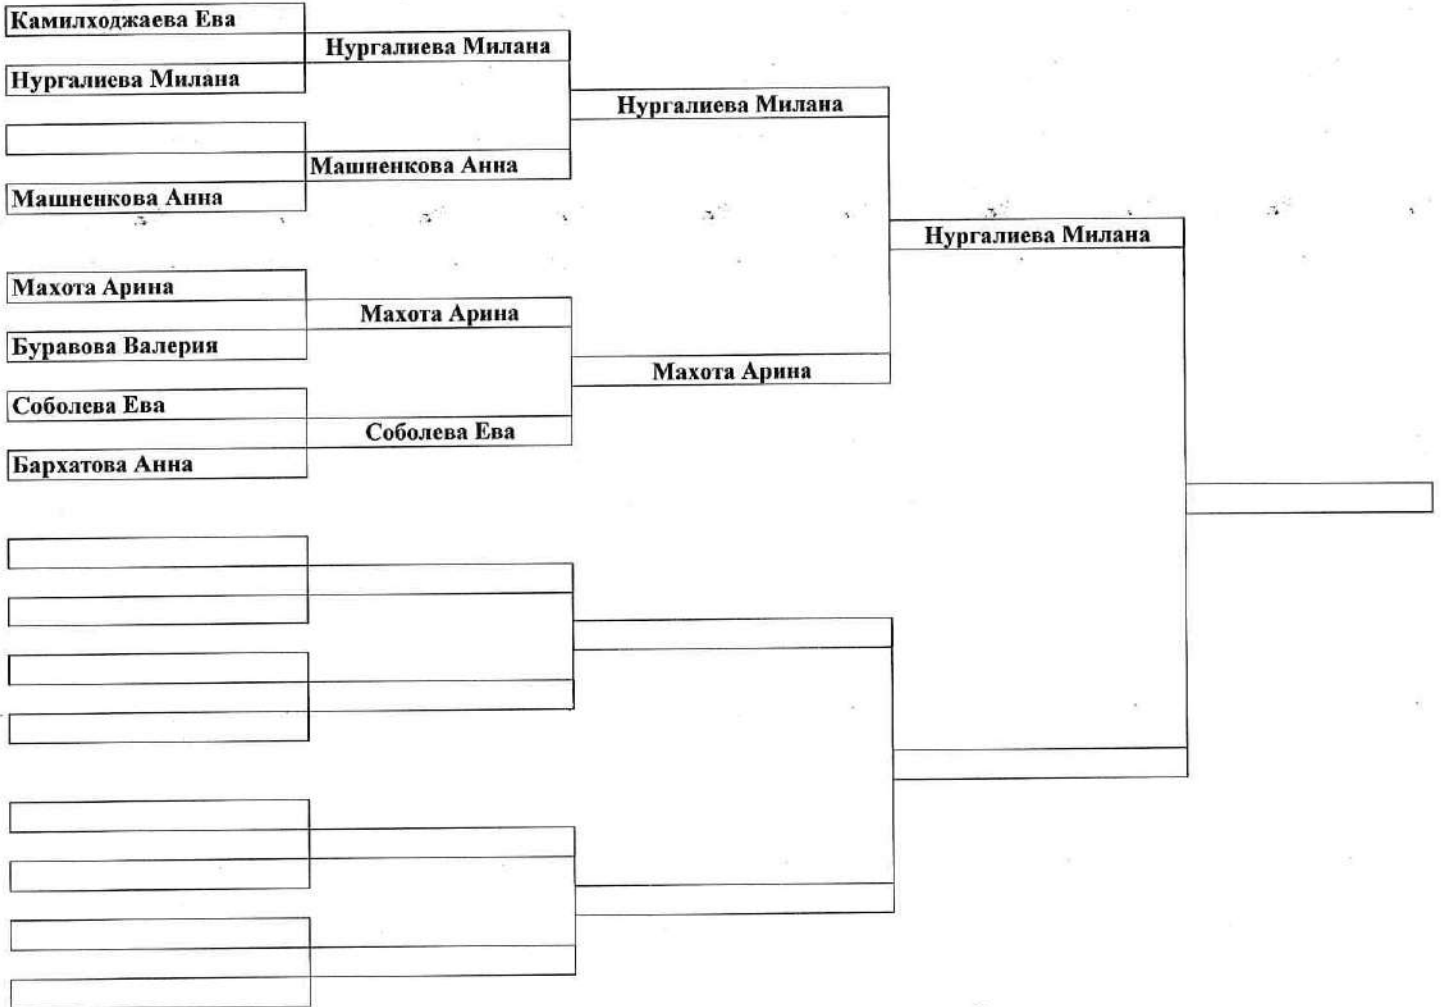 Камилходжаева Ева
Нургалиева Милана
Нургалиева Милана
Нургалиева Милана
Машненкова Анна
Машненкова Анна
Нургалиева Милана
Махота Арина
Махота Арина
Буравова Валерия
Махота Арина
Соболева Ева
Соболева Ева
Бархатова Анна